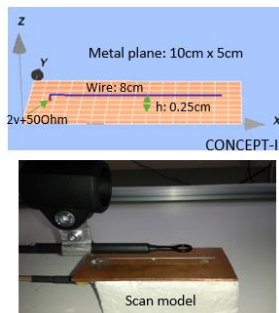 Z
Y
Metal plane: 10cm x 5cm
Wire: 8cm
h: 0.25cm
2v+50Ohm
X
CONCEPT-I
Scan model